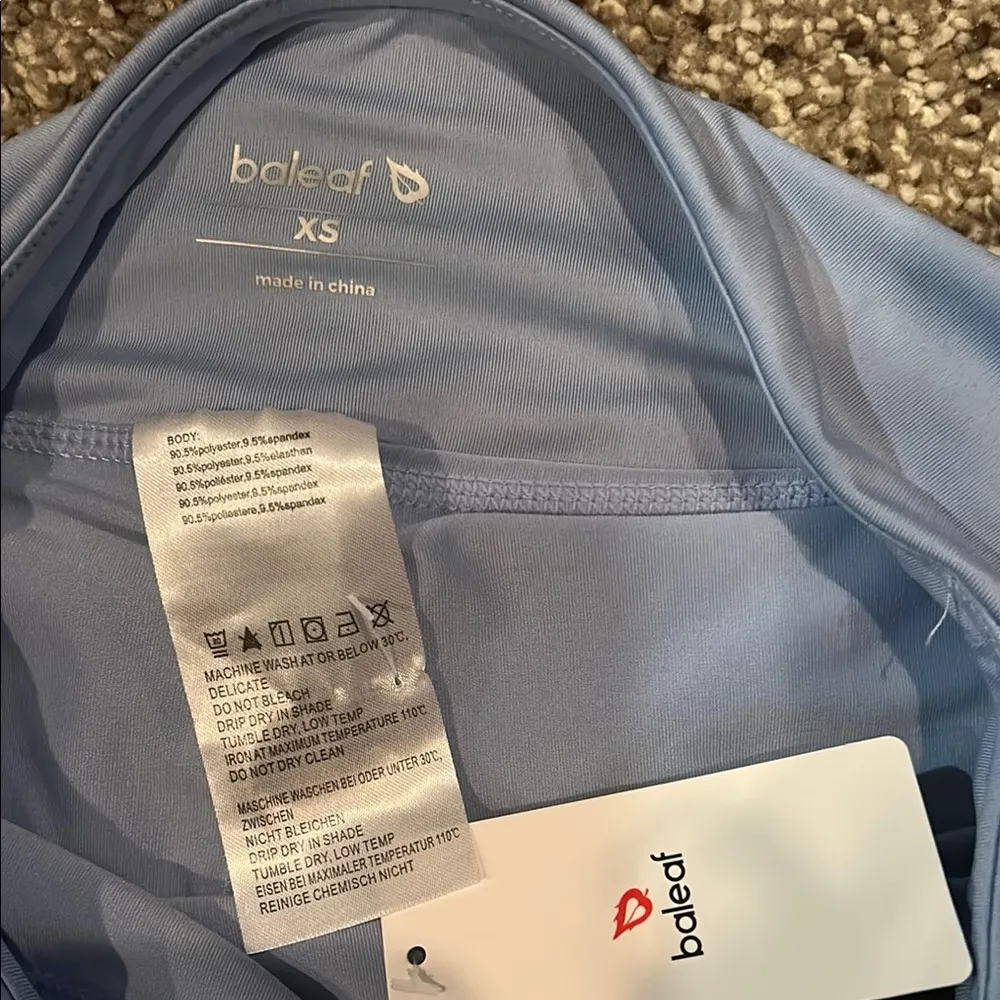 baleaf
XS
made in china
BODY:
90.5%polyester,9.5%spandex
90.5%polyester,9.5%elasthan
90.5%poliéster,9.5%spandex
90.5%polyester,9.5%spandex
90.5%poliestere,9.5%spandex
MACHINE WASH AT OR BELOW 30℃,
DELICATE
DO NOT BLEACH
DRIP DRY IN SHADE
TUMBLE DRY, LOW TEMP
IRON AT MAXIMUM TEMPERATURE 110℃
DO NOT DRY CLEAN
MASCHINE WASCHEN BEI ODER UNTER 30℃,
ZWISCHEN
NICHT BLEICHEN
DRIP DRY IN SHADE
TUMBLE DRY, LOW TEMP
EISEN BEI MAXIMALER TEMPERATUR 110℃
REINIGE CHEMISCH NICHT
baleaf